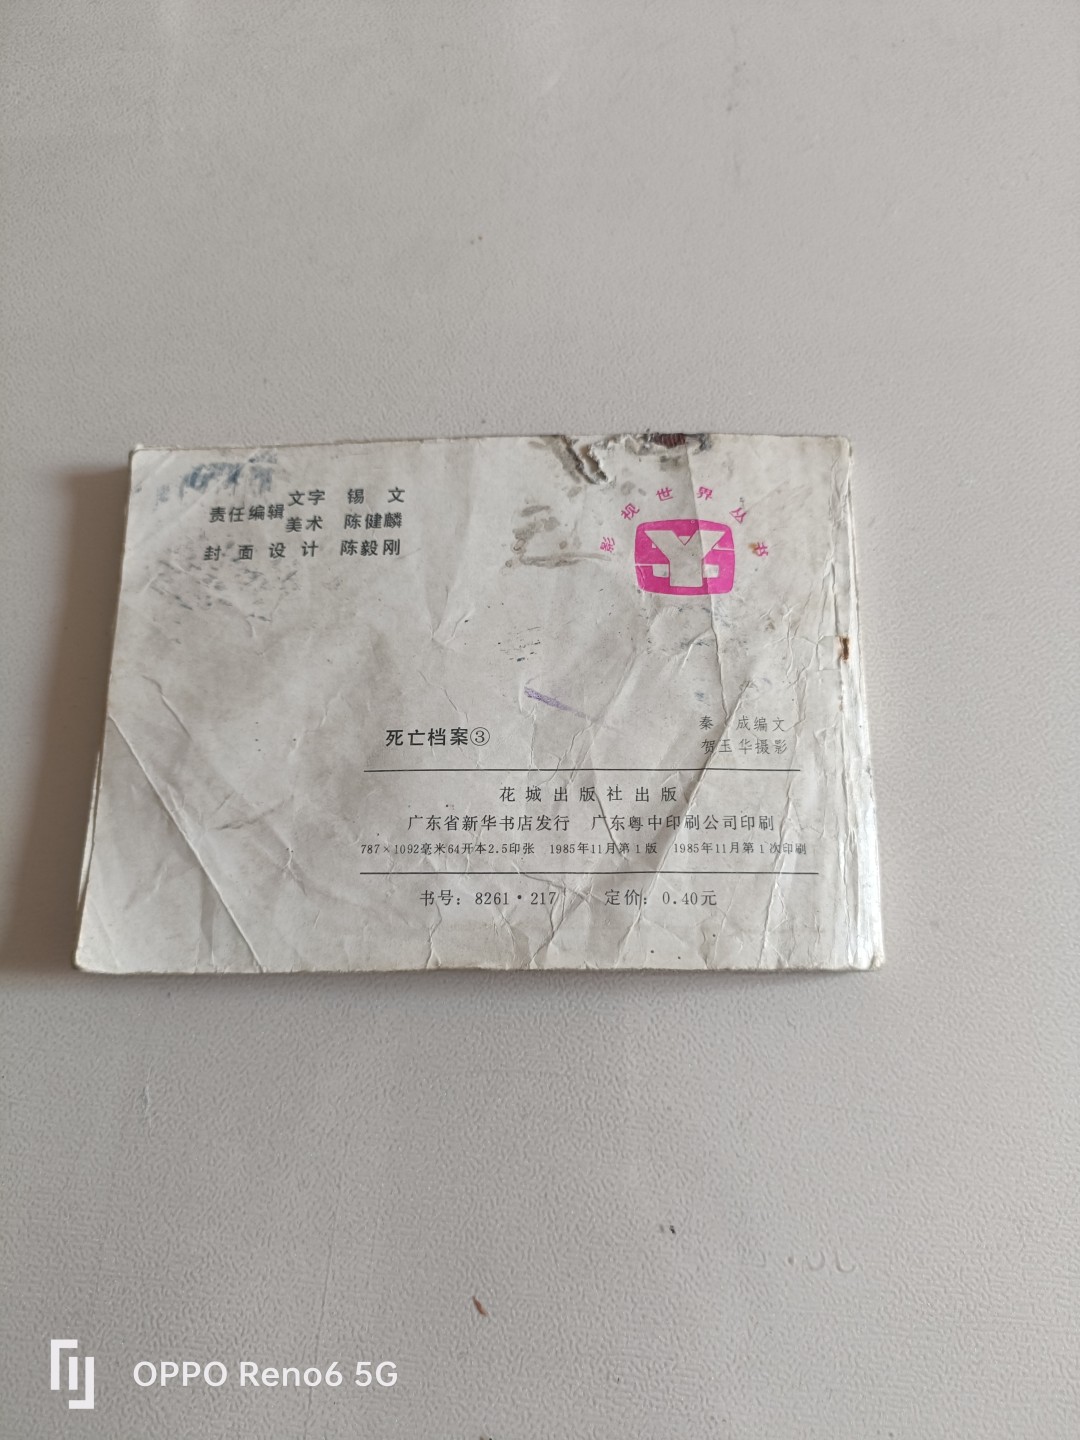 责任编辑 文字 锡文
美术 陈健麟
封面设计 陈毅刚
影视世界丛书
死亡档案③
秦成编文
贺玉华摄影
花城出版社出版
广东省新华书店发行 广东粤中印刷公司印刷
787×1092毫米64开本2.5印张 1985年11月第1版 1985年11月第1次印刷
书号：8261·217 定价：0.40元
OPPO Reno6 5G